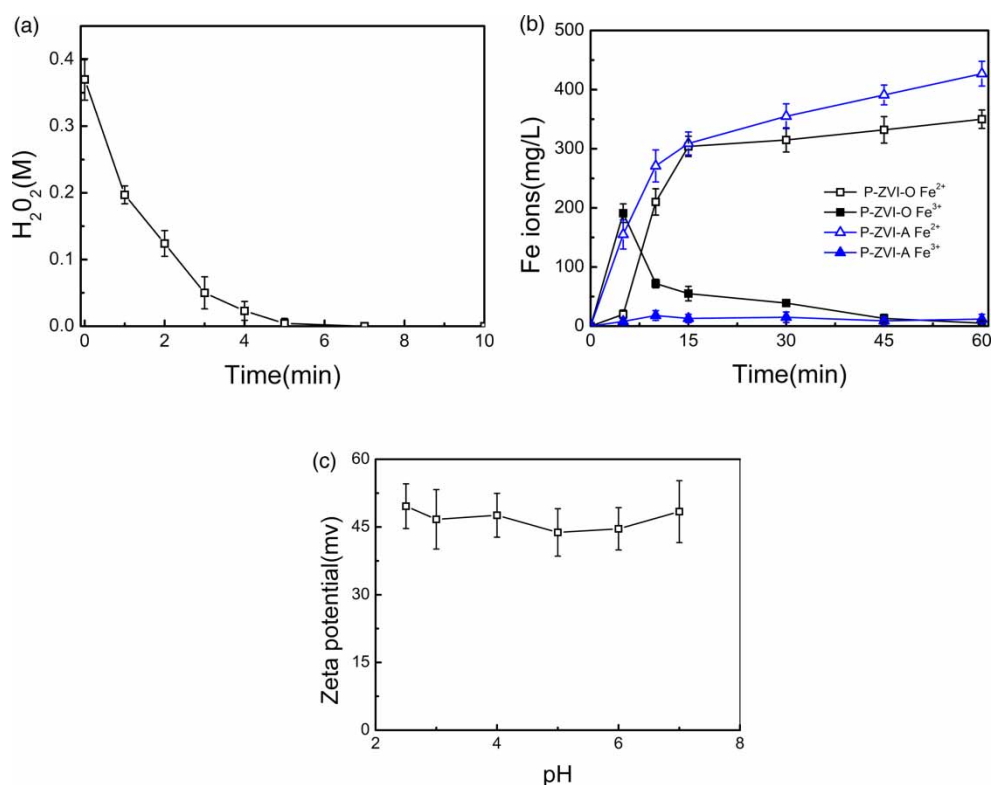 (a)
0.4
0.3
0.2
0.1
0.0
H₂0₂(M)
0 2 4 6 8 10
Time(min)
(b)
500
400
300
200
100
0
Fe ions(mg/L)
P-ZVI-O Fe²⁺
P-ZVI-O Fe³⁺
P-ZVI-A Fe²⁺
P-ZVI-A Fe³⁺
0 15 30 45 60
Time(min)
(c)
60
45
30
15
0
Zeta potential(mv)
2 4 6 8
pH